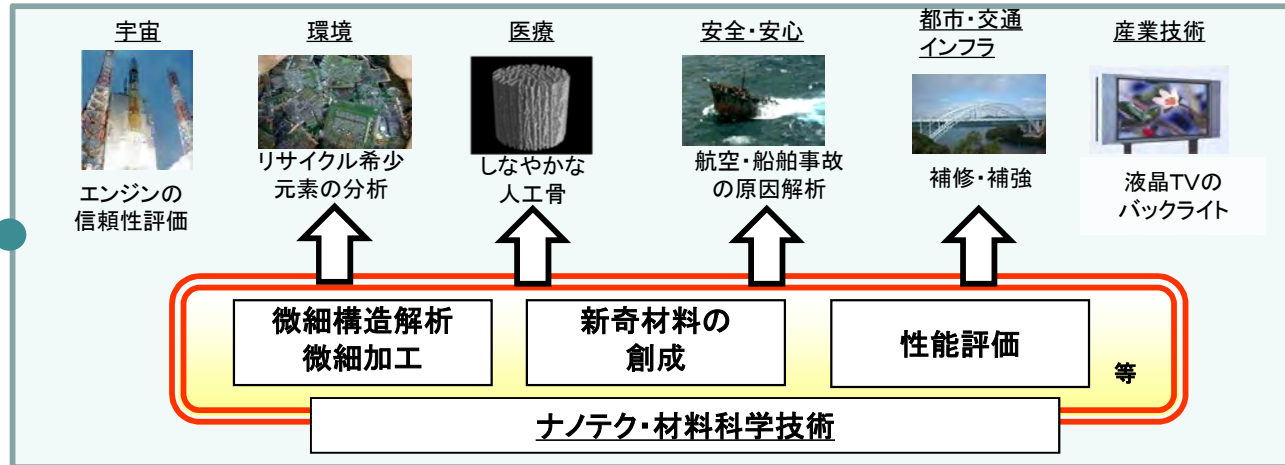 宇宙
環境
医療
安全・安心
都市・交通
インフラ
産業技術
エンジンの
信頼性評価
リサイクル希少
元素の分析
しなやかな
人工骨
航空・船舶事故
の原因解析
補修・補強
液晶TVの
バックライト
微細構造解析
微細加工
新奇材料の
創成
性能評価
等
ナノテク・材料科学技術